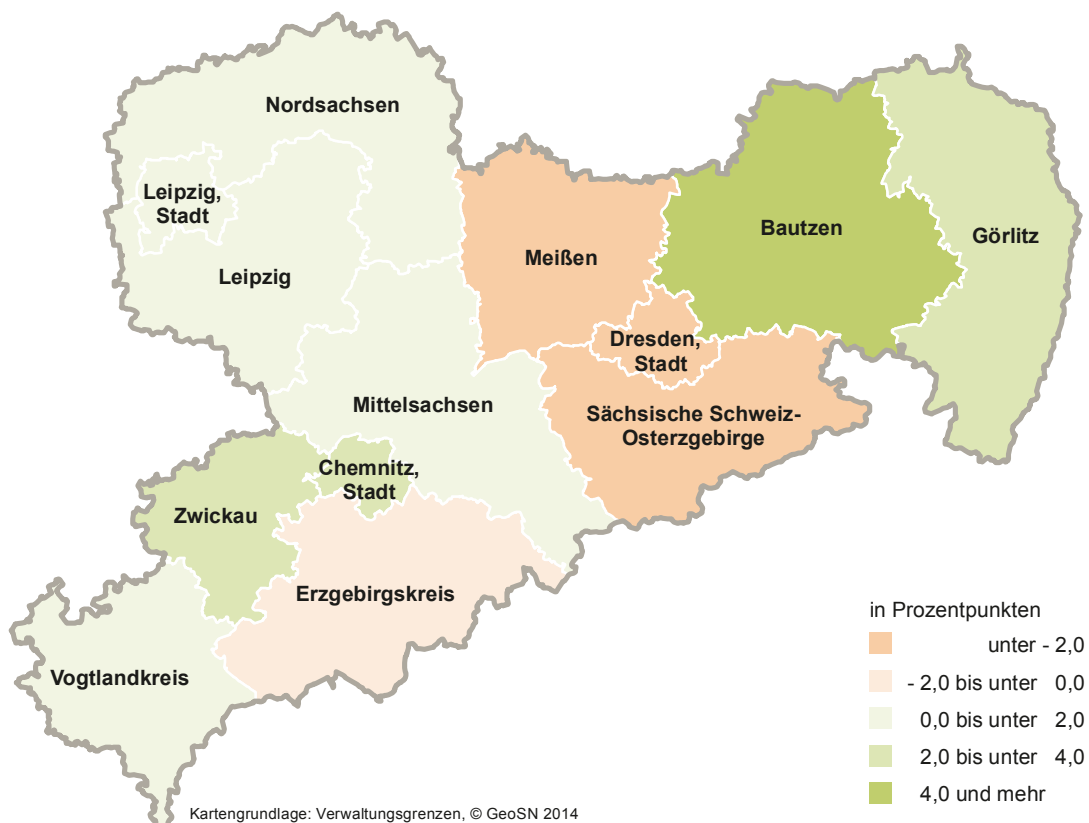 Nordsachsen
Leipzig,
Stadt
Leipzig
Meißen
Bautzen
Görlitz
Dresden,
Stadt
Mittelsachsen
Sächsische Schweiz-
Osterzgebirge
Chemnitz,
Stadt
Zwickau
Erzgebirgskreis
Vogtlandkreis
in Prozentpunkten
unter - 2,0
- 2,0 bis unter 0,0
0,0 bis unter 2,0
2,0 bis unter 4,0
4,0 und mehr
Kartengrundlage: Verwaltungsgrenzen, © GeoSN 2014